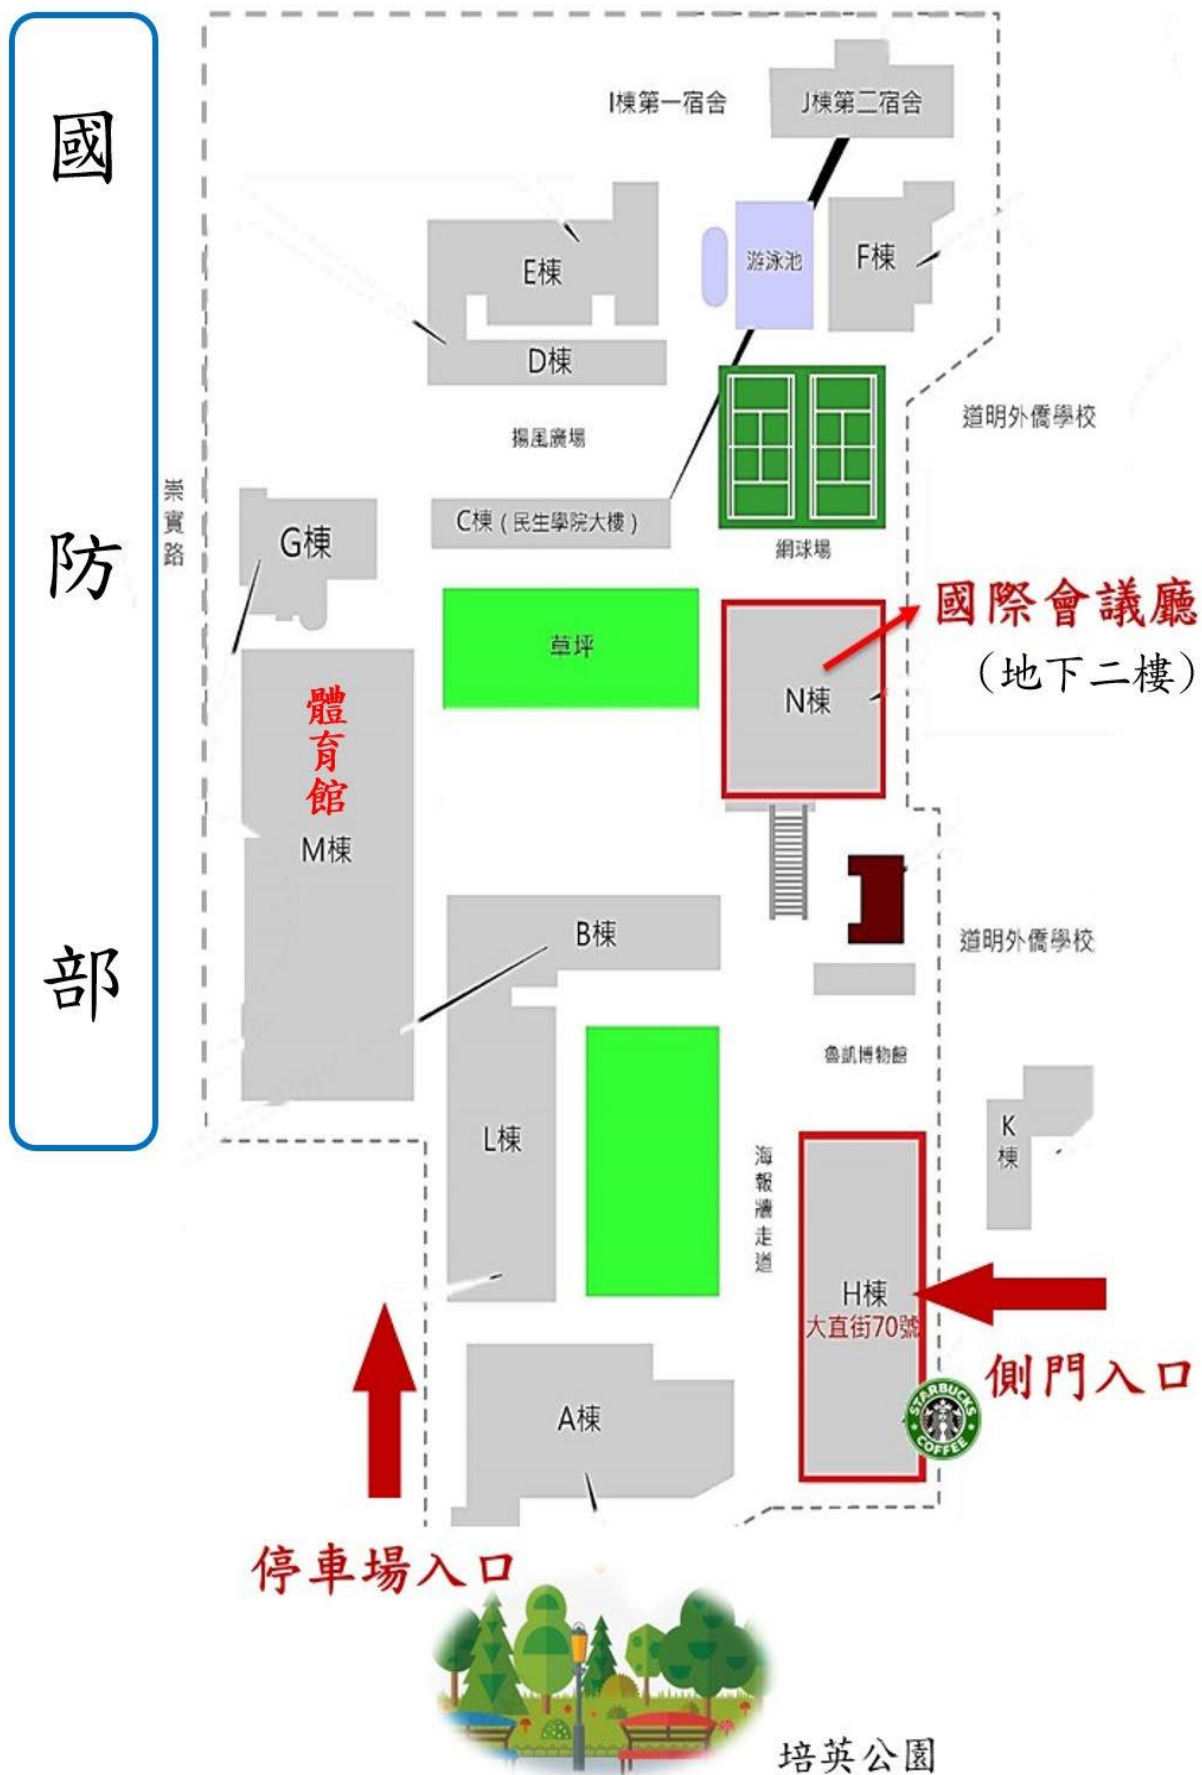 國防部
I棟第一宿舍
J棟第二宿舍
E棟
游泳池
F棟
D棟
道明外僑學校
揚風廣場
崇實路
C棟（民生學院大樓）
G棟
網球場
國際會議廳
（地下二樓）
草坪
N棟
體育館
M棟
B棟
道明外僑學校
魯凱博物館
K棟
L棟
海報牆走道
H棟
大直街70號
側門入口
STARBUCKS
COFFEE
A棟
停車場入口
培英公園